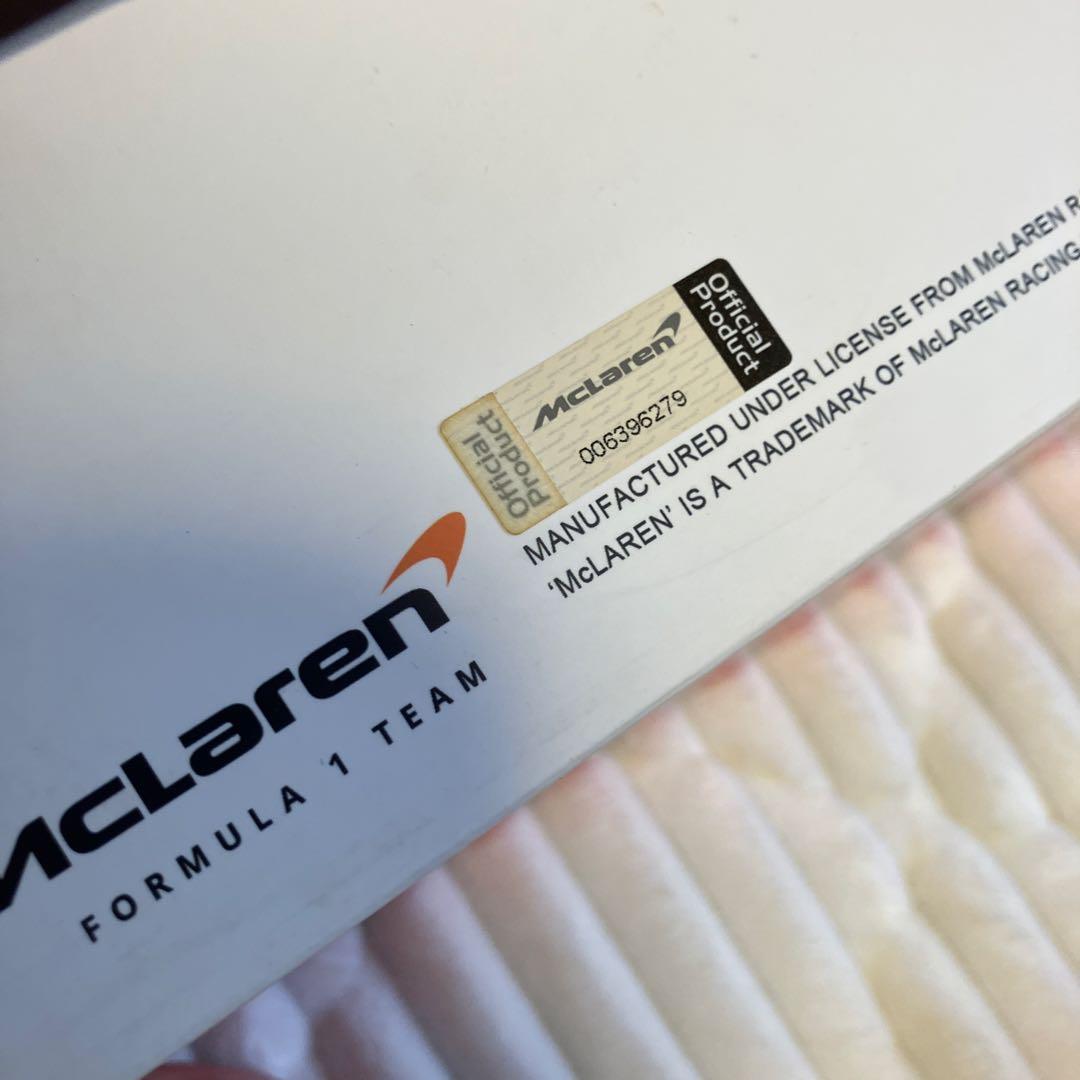 Official
Product
McLaren
006396279
Official
Product
MANUFACTURED UNDER LICENSE FROM McLAREN
'McLAREN' IS A TRADEMARK OF McLAREN RACING
McLaren
FORMULA 1 TEAM